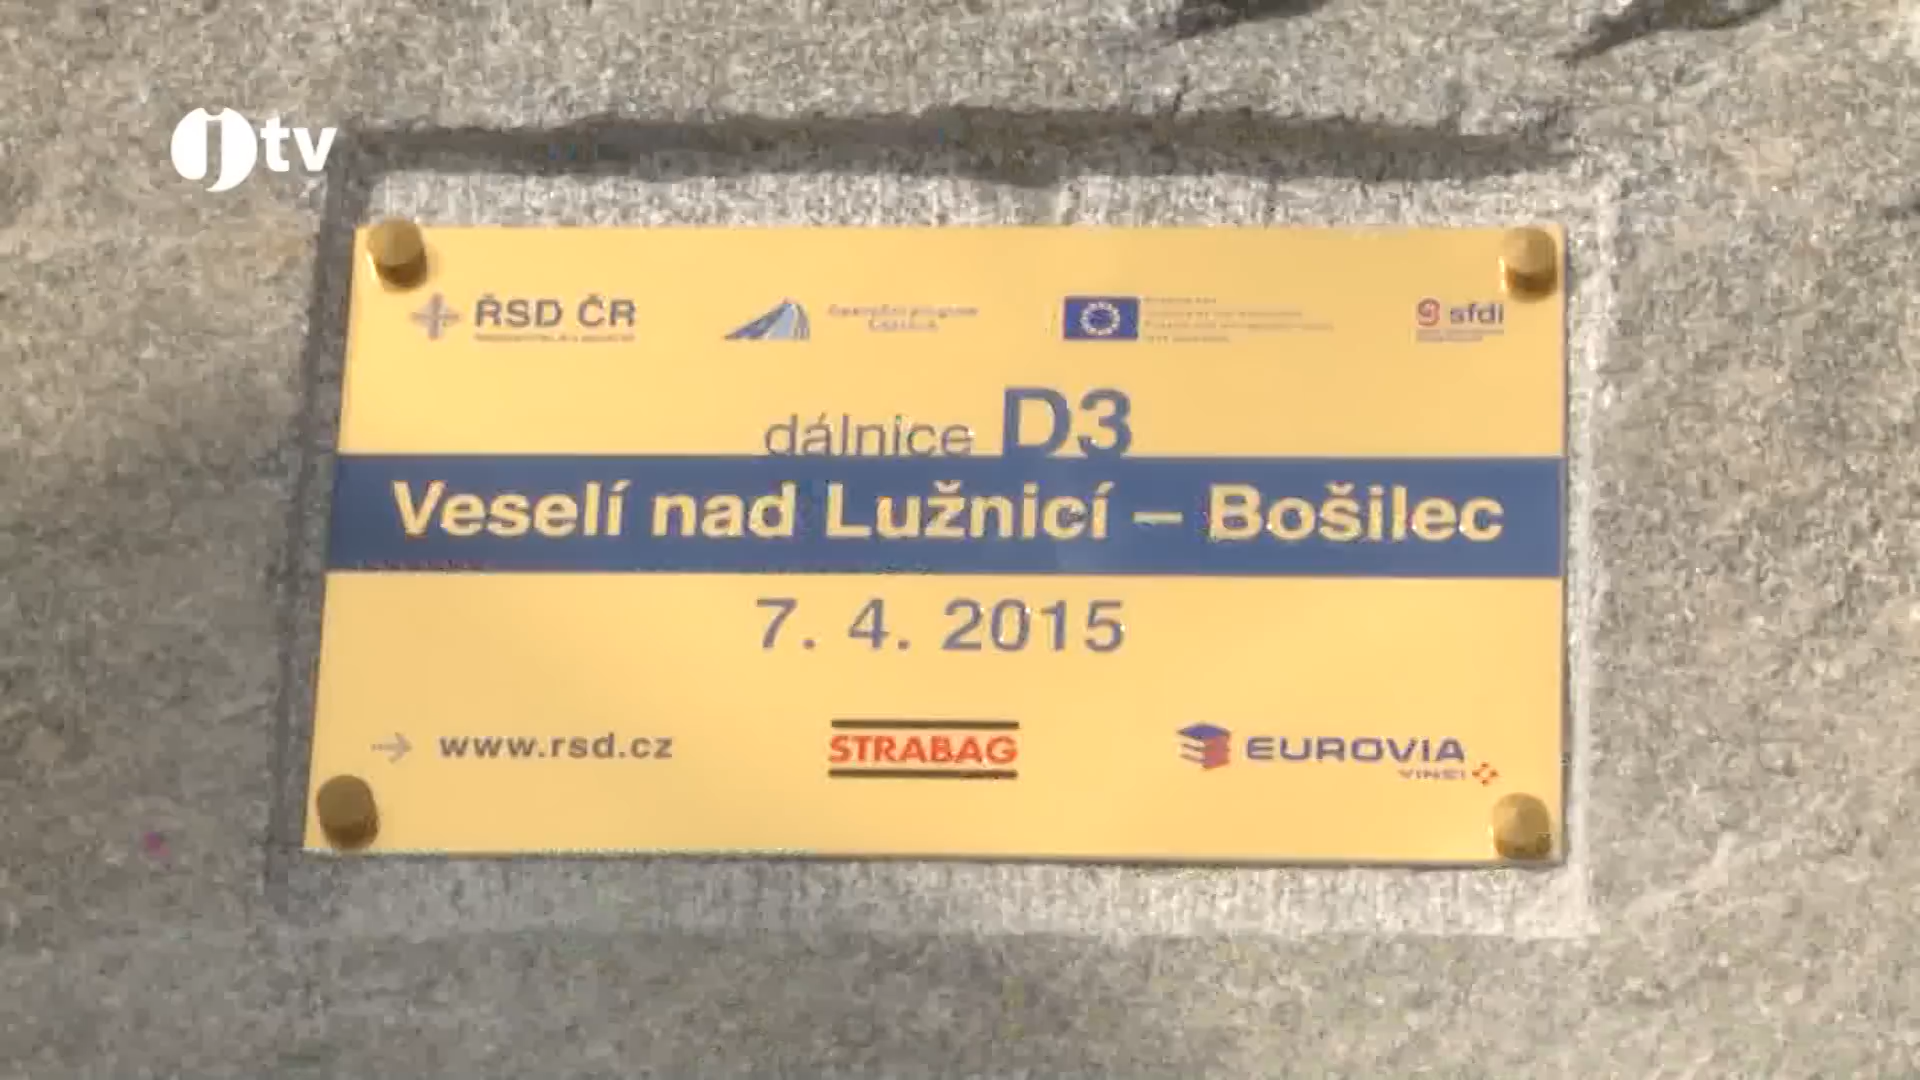 jtv
ŘSD ČR
sfdi
dálnice D3
Veselí nad Lužnicí – Bošilec
7. 4. 2015
→ www.rsd.cz
STRABAG
EUROVIA
VINCI